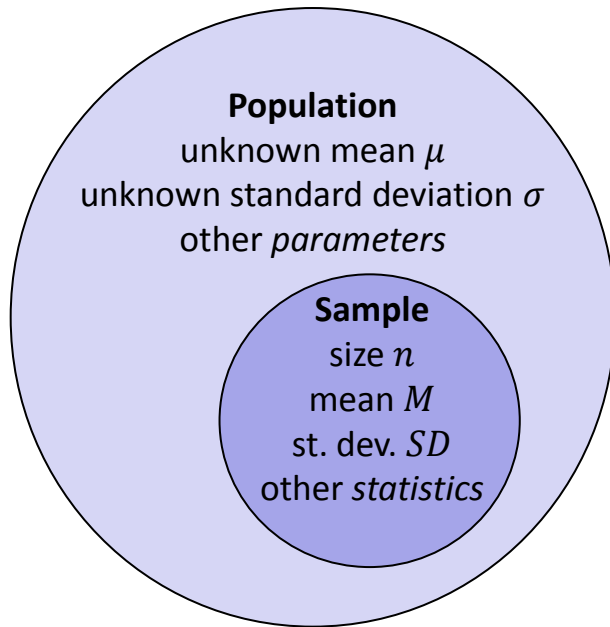 Population
unknown mean μ
unknown standard deviation σ
other parameters
Sample
size n
mean M
st. dev. SD
other statistics